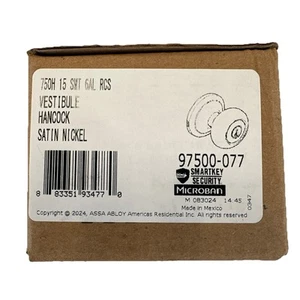 750H 15 SMT 6AL RCS
VESTIBULE
HANCOCK
SATIN NICKEL
97500-077
SMARTKEY
SECURITY
MICROBAN
8 83351 93477 0
M 083024 14:45
Made in Mexico
Copyright © 2024, ASSA ABLOY Americas Residential Inc. All rights reserved